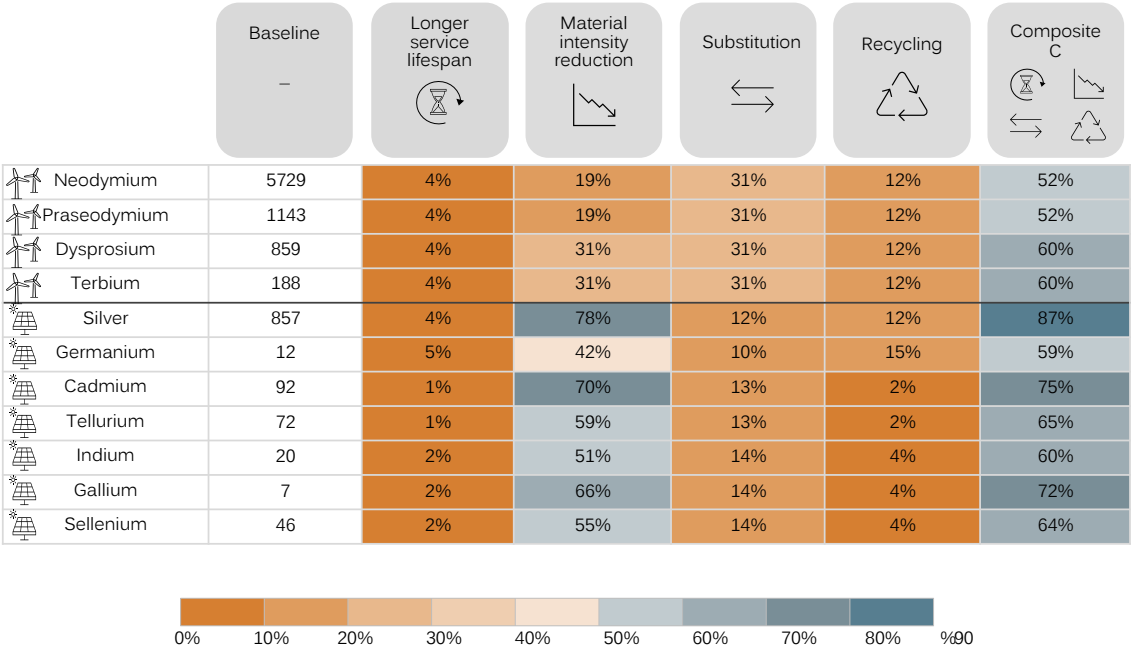 Baseline
–
Longer
service
lifespan
Material
intensity
reduction
Substitution
Recycling
Composite
C
Neodymium 5729 4% 19% 31% 12% 52%
Praseodymium 1143 4% 19% 31% 12% 52%
Dysprosium 859 4% 31% 31% 12% 60%
Terbium 188 4% 31% 31% 12% 60%
Silver 857 4% 78% 12% 12% 87%
Germanium 12 5% 42% 10% 15% 59%
Cadmium 92 1% 70% 13% 2% 75%
Tellurium 72 1% 59% 13% 2% 65%
Indium 20 2% 51% 14% 4% 60%
Gallium 7 2% 66% 14% 4% 72%
Sellenium 46 2% 55% 14% 4% 64%
0% 10% 20% 30% 40% 50% 60% 70% 80% %90